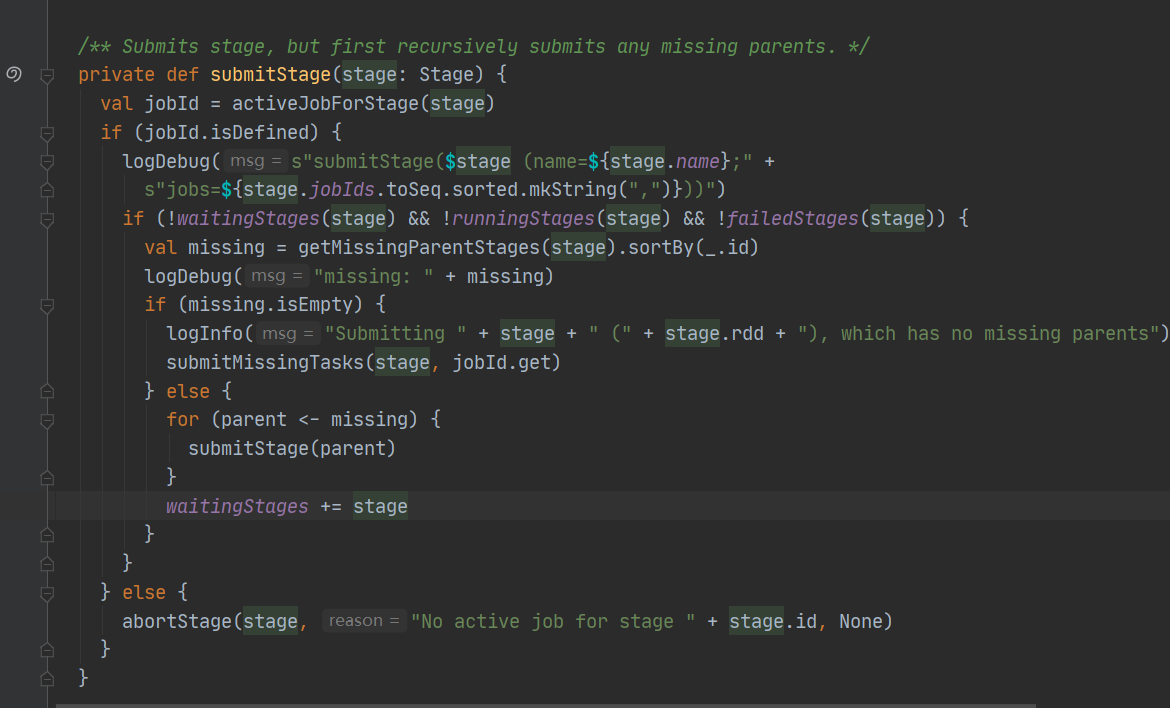 /** Submits stage, but first recursively submits any missing parents. */
private def submitStage(stage: Stage) {
val jobId = activeJobForStage(stage)
if (jobId.isDefined) {
logDebug( msg = s"submitStage($stage (name=${stage.name};" +
s"jobs=${stage.jobIds.toSeq.sorted.mkString(",")}))")
if (!waitingStages(stage) && !runningStages(stage) && !failedStages(stage)) {
val missing = getMissingParentStages(stage).sortBy(_.id)
logDebug( msg = "missing: " + missing)
if (missing.isEmpty) {
logInfo( msg = "Submitting " + stage + " (" + stage.rdd + "), which has no missing parents")
submitMissingTasks(stage, jobId.get)
} else {
for (parent <- missing) {
submitStage(parent)
}
waitingStages += stage
}
}
} else {
abortStage(stage, reason = "No active job for stage " + stage.id, None)
}
}